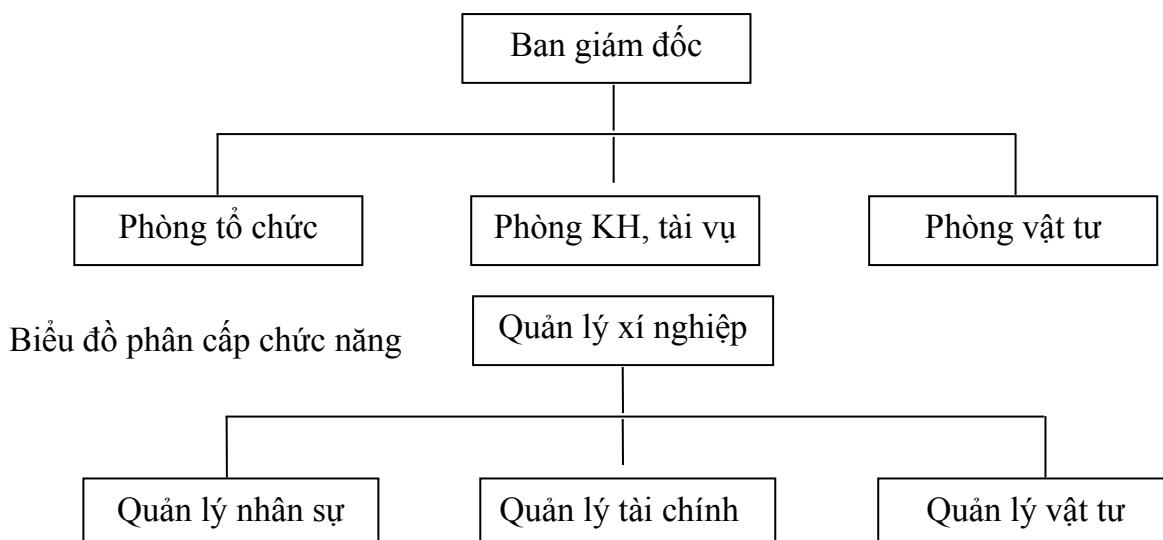 Ban giám đốc
Phòng tổ chức
Phòng KH, tài vụ
Phòng vật tư
Quản lý xí nghiệp
Biểu đồ phân cấp chức năng
Quản lý nhân sự
Quản lý tài chính
Quản lý vật tư